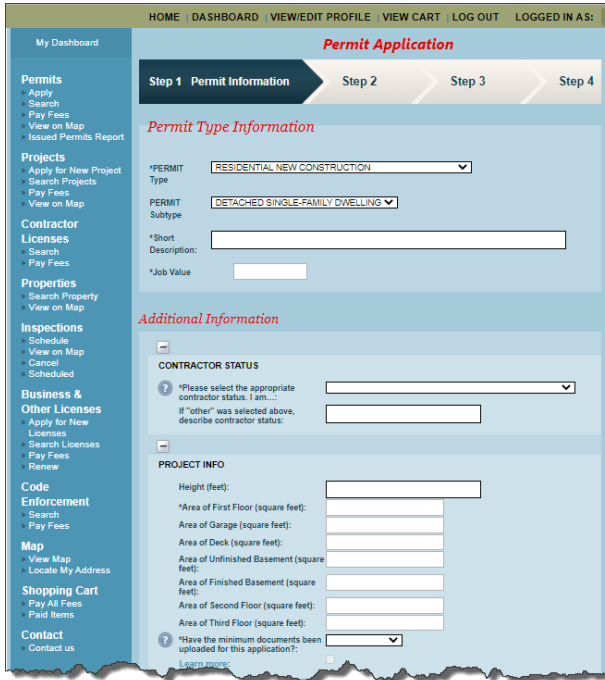 HOME | DASHBOARD | VIEW/EDIT PROFILE | VIEW CART | LOG OUT LOGGED IN AS:
My Dashboard
Permits
Apply
Search
Pay Fees
View on Map
Issued Permits Report
Projects
Apply for New Project
Search Projects
Pay Fees
View on Map
Contractor
Licenses
Search
Pay Fees
Properties
Search Property
View on Map
Inspections
Schedule
View on Map
Cancel
Scheduled
Business &
Other Licenses
Apply for New
Licenses
Search Licenses
Pay Fees
Renew
Code
Enforcement
Search
Pay Fees
Map
View Map
Locate My Address
Shopping Cart
Pay All Fees
Paid Items
Contact
Contact us
Permit Application
Step 1 Permit Information Step 2 Step 3 Step 4
Permit Type Information
*PERMIT
Type
RESIDENTIAL NEW CONSTRUCTION
PERMIT
Subtype
DETACHED SINGLE-FAMILY DWELLING
*Short
Description:
*Job Value
Additional Information
CONTRACTOR STATUS
? *Please select the appropriate
contractor status. I am...:
If "other" was selected above,
describe contractor status:
PROJECT INFO
Height (feet):
*Area of First Floor (square feet):
Area of Garage (square feet):
Area of Deck (square feet):
Area of Unfinished Basement (square
feet):
Area of Finished Basement (square
feet):
Area of Second Floor (square feet):
Area of Third Floor (square feet):
? *Have the minimum documents been
uploaded for this application?:
Learn more: